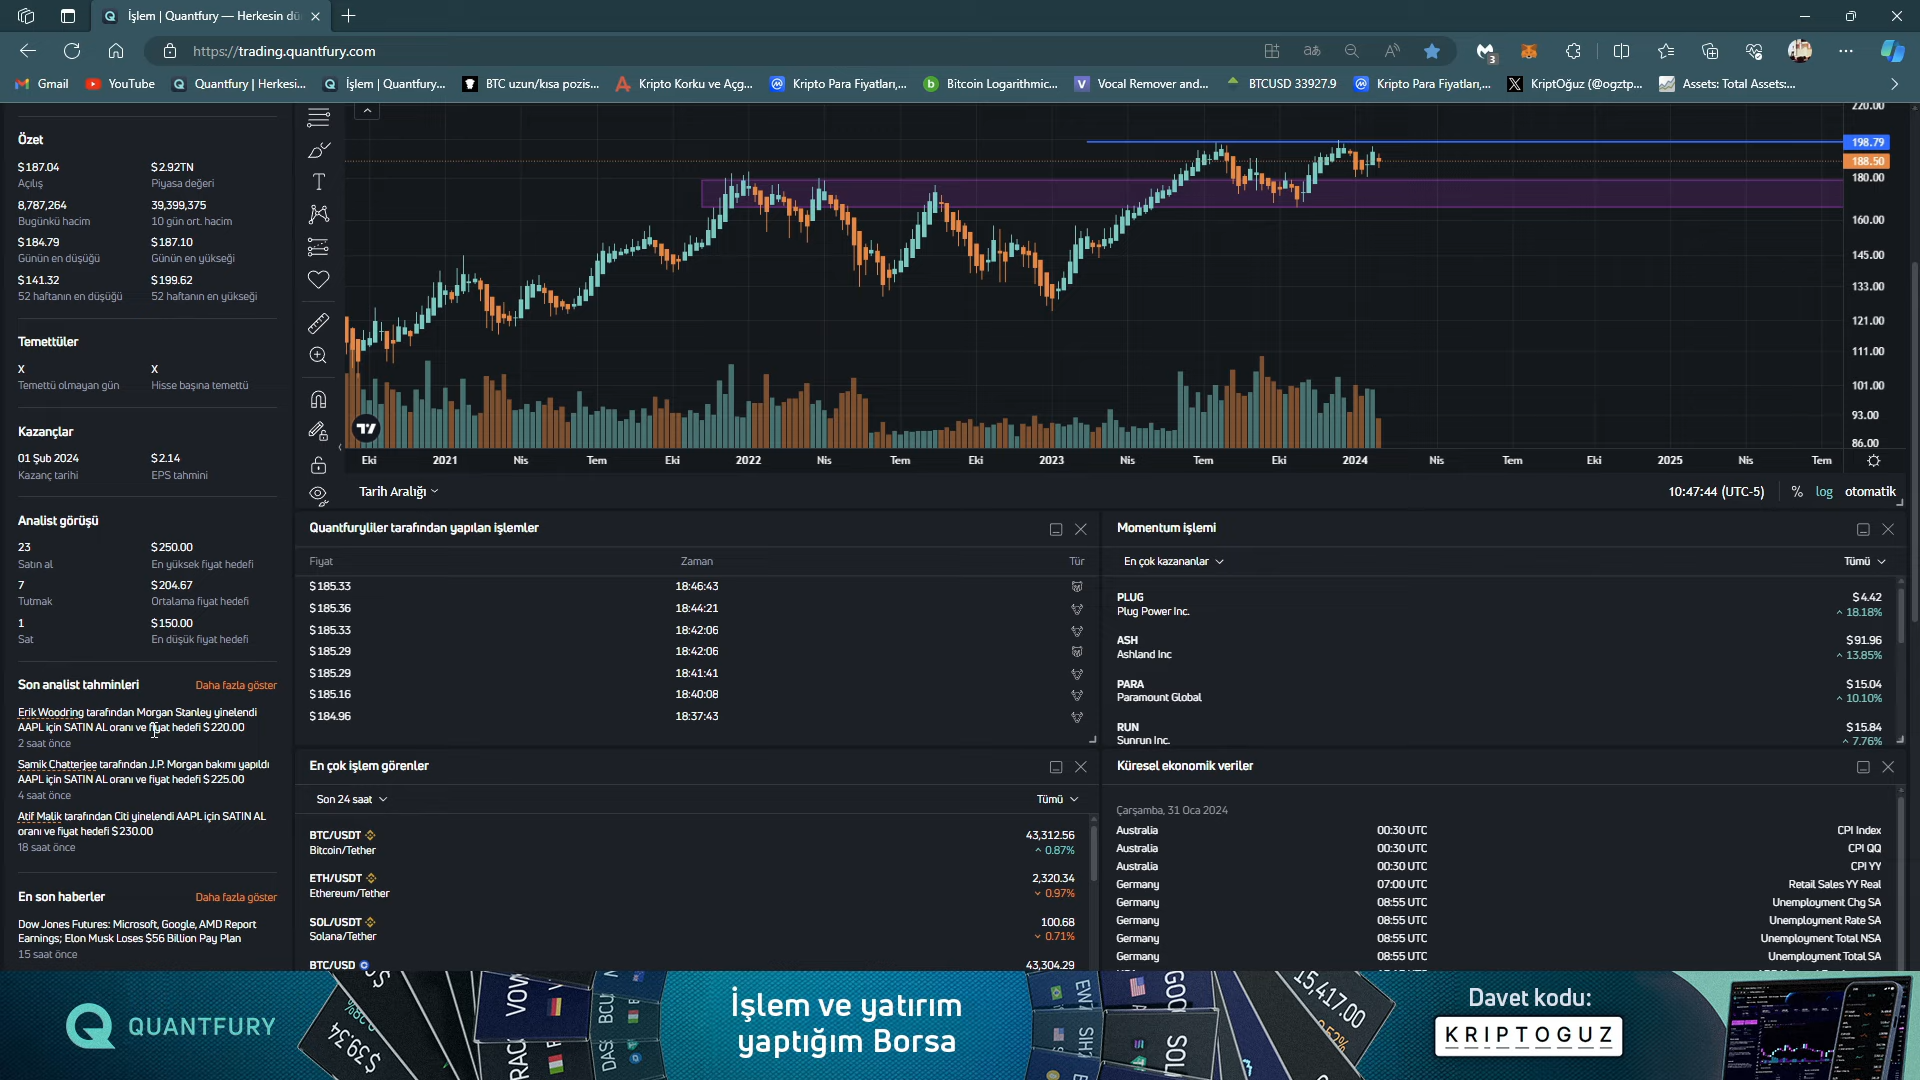 İşlem | Quantfury — Herkesin dü
https://trading.quantfury.com
3
Gmail
YouTube
Quantfury | Herkesi...
İşlem | Quantfury...
BTC uzun/kısa pozis...
Kripto Korku ve Açg...
Kripto Para Fiyatları,...
Bitcoin Logarithmic...
Vocal Remover and...
BTCUSD 33927.9
Kripto Para Fiyatları,...
KriptOğuz (@ogztp...
Assets: Total Assets:...
Özet
$187.04 $2.92TN
Açılış Piyasa değeri
8,787,264 39,399,375
Bugünkü hacim 10 gün ort. hacim
$184.79 $187.10
Günün en düşüğü Günün en yükseği
$141.32 $199.62
52 haftanın en düşüğü 52 haftanın en yükseği
Temettüler
X X
Temettü olmayan gün Hisse başına temettü
Kazançlar
01 Şub 2024 $2.14
Kazanç tarihi EPS tahmini
Analist görüşü
23 $250.00
Satın al En yüksek fiyat hedefi
7 $204.67
Tutmak Ortalama fiyat hedefi
1 $150.00
Sat En düşük fiyat hedefi
Son analist tahminleri Daha fazla göster
Erik Woodring tarafından Morgan Stanley yinelendi
AAPL için SATIN AL oranı ve fiyat hedefi $220.00
2 saat önce
Samik Chatterjee tarafından J.P. Morgan bakımı yapıldı
AAPL için SATIN AL oranı ve fiyat hedefi $225.00
4 saat önce
Atif Malik tarafından Citi yinelendi AAPL için SATIN AL
oranı ve fiyat hedefi $230.00
18 saat önce
En son haberler Daha fazla göster
Dow Jones Futures: Microsoft, Google, AMD Report
Earnings; Elon Musk Loses $56 Billion Pay Plan
15 saat önce
220.00
198.79
188.50
180.00
160.00
145.00
133.00
121.00
111.00
101.00
93.00
86.00
Eki 2021 Nis Tem Eki 2022 Nis Tem Eki 2023 Nis Tem Eki 2024 Nis Tem Eki 2025 Nis Tem
Tarih Aralığı 10:47:44 (UTC-5) % log otomatik
Quantfuryliler tarafından yapılan işlemler
Fiyat Zaman Tür
$185.33 18:46:43
$185.36 18:44:21
$185.33 18:42:06
$185.29 18:42:06
$185.29 18:41:41
$185.16 18:40:08
$184.96 18:37:43
Momentum işlemi
En çok kazananlar Tümü
PLUG $4.42
Plug Power Inc. 18.18%
ASH $91.96
Ashland Inc 13.85%
PARA $15.04
Paramount Global 10.10%
RUN $15.84
Sunrun Inc. 7.76%
En çok işlem görenler
Son 24 saat Tümü
BTC/USDT 43,312.56
Bitcoin/Tether 0.87%
ETH/USDT 2,320.34
Ethereum/Tether 0.97%
SOL/USDT 100.68
Solana/Tether 0.71%
BTC/USD 43,304.29
Küresel ekonomik veriler
Çarşamba, 31 Oca 2024
Australia 00:30 UTC CPI Index
Australia 00:30 UTC CPI QQ
Australia 00:30 UTC CPI YY
Germany 07:00 UTC Retail Sales YY Real
Germany 08:55 UTC Unemployment Chg SA
Germany 08:55 UTC Unemployment Rate SA
Germany 08:55 UTC Unemployment Total NSA
Germany 08:55 UTC Unemployment Total SA
QUANTFURY
$39.34
İşlem ve yatırım
yaptığım Borsa
15,417.00
SOL
Davet kodu:
KRIPTOGUZ